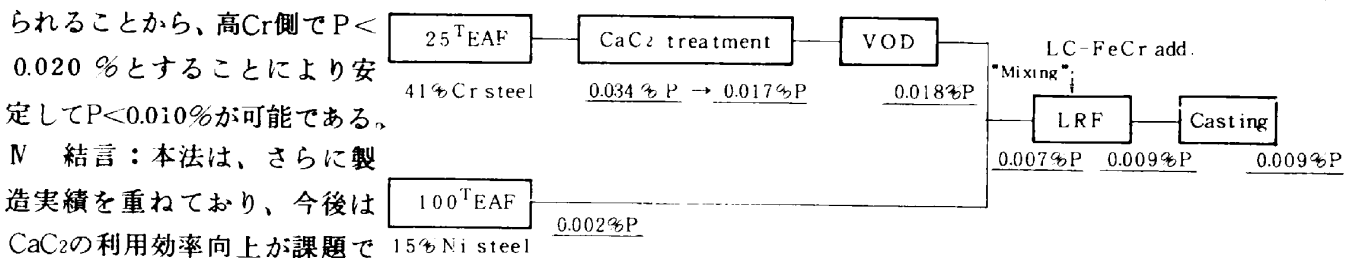 られることから、高Cr側でP<
0.020 %とすることにより安
定してP<0.010%が可能である。
Ⅳ 結言：本法は、さらに製
造実績を重ねており、今後は
CaC2の利用効率向上が課題で
25TEAF
CaC2 treatment
VOD
41%Cr steel
0.034%P → 0.017%P
0.018%P
LC-FeCr add.
"Mixing"
LRF
Casting
0.007%P
0.009%P
0.009%P
100TEAF
0.002%P
15%Ni steel